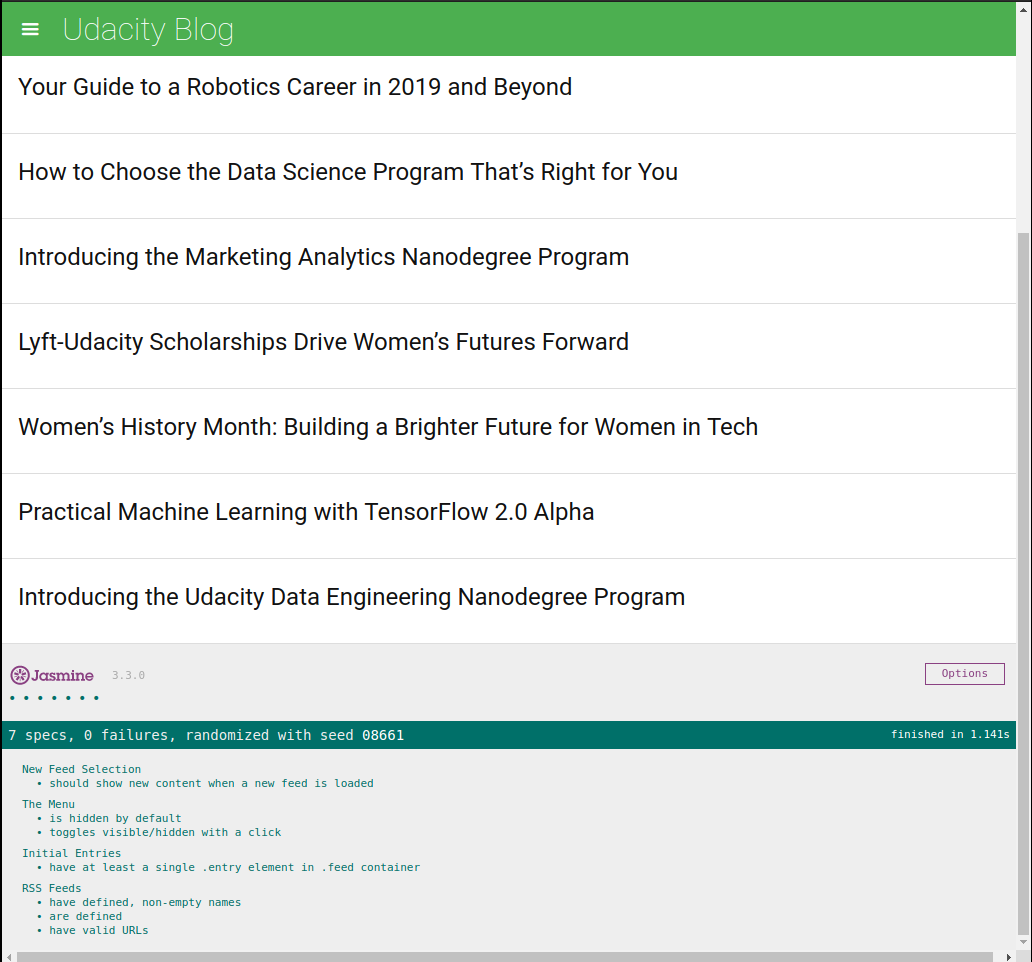 Udacity Blog
Your Guide to a Robotics Career in 2019 and Beyond
How to Choose the Data Science Program That’s Right for You
Introducing the Marketing Analytics Nanodegree Program
Lyft-Udacity Scholarships Drive Women’s Futures Forward
Women’s History Month: Building a Brighter Future for Women in Tech
Practical Machine Learning with TensorFlow 2.0 Alpha
Introducing the Udacity Data Engineering Nanodegree Program
Jasmine 3.3.0 Options
7 specs, 0 failures, randomized with seed 08661 finished in 1.141s
New Feed Selection
• should show new content when a new feed is loaded
The Menu
• is hidden by default
• toggles visible/hidden with a click
Initial Entries
• have at least a single .entry element in .feed container
RSS Feeds
• have defined, non-empty names
• are defined
• have valid URLs